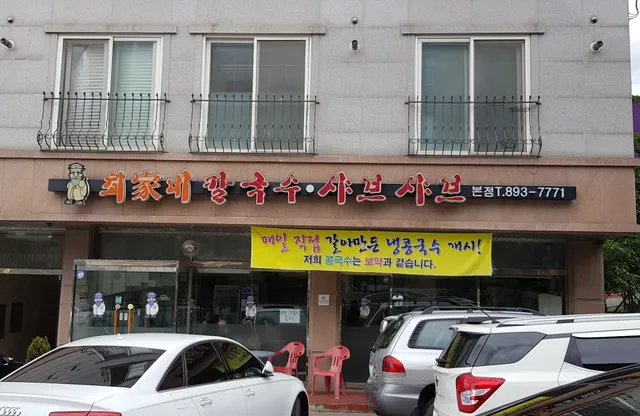 최家네 칼국수·샤브샤브 본점T.893-7771
매일 직접 갈아만든 냉콩국수 개시!
저희 콩국수는 보약과 같습니다.